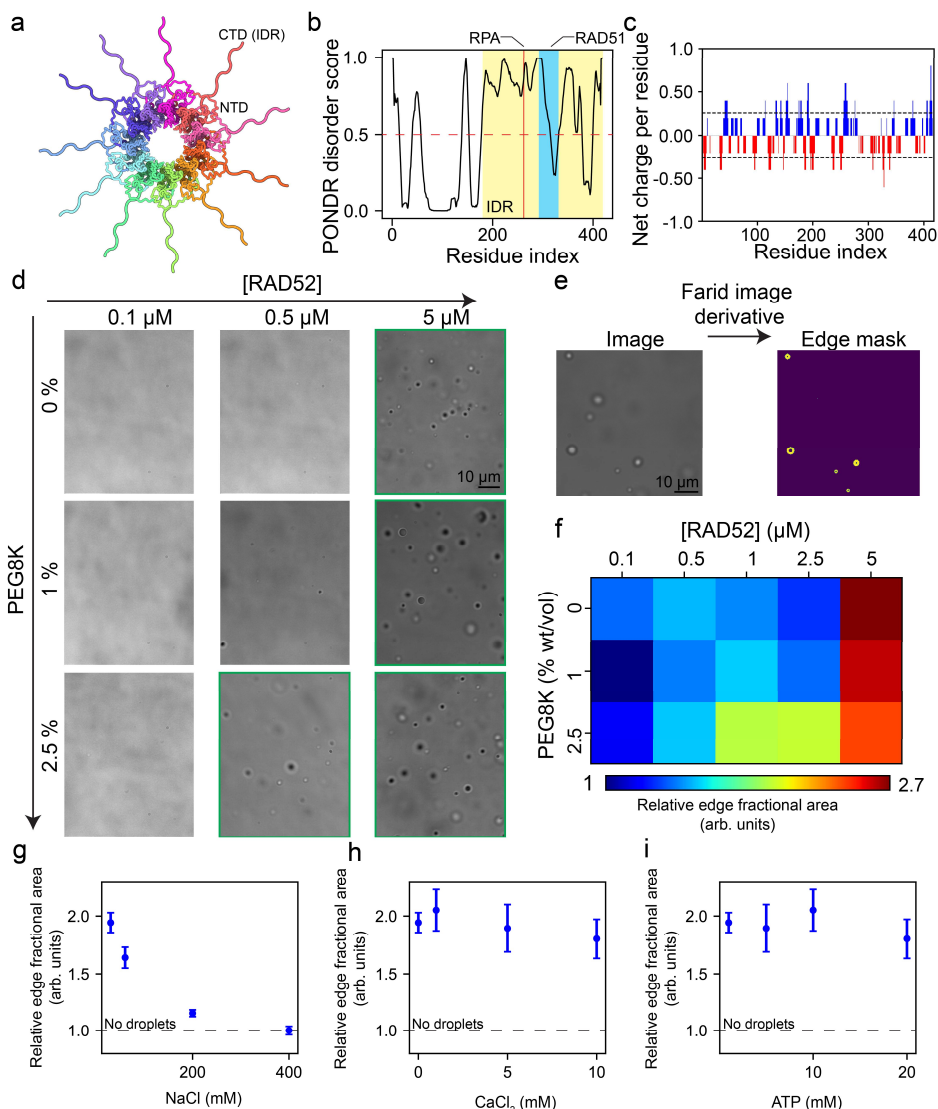 a
CTD (IDR)
NTD
b
RPA
RAD51
PONDR disorder score
1.0
0.5
0.0
IDR
0
200
400
Residue index
c
Net charge per residue
1.0
0.50
0.00
-0.50
-1.0
100
200
300
400
Residue index
d
[RAD52]
0.1 µM
0.5 µM
5 µM
PEG8K
0 %
1 %
2.5 %
10 µm
e
Farid image
derivative
Image
Edge mask
10 µm
f
[RAD52] (µM)
0.1
0.5
1
2.5
5
PEG8K (% wt/vol)
0
1
2.5
1
2.7
Relative edge fractional area
(arb. units)
g
Relative edge fractional area
(arb. units)
2.0
1.5
1.0
No droplets
0
200
400
NaCl (mM)
h
Relative edge fractional area
(arb. units)
2.0
1.5
1.0
No droplets
0
5
10
CaCl₂ (mM)
i
Relative edge fractional area
(arb. units)
2.0
1.5
1.0
No droplets
10
20
ATP (mM)